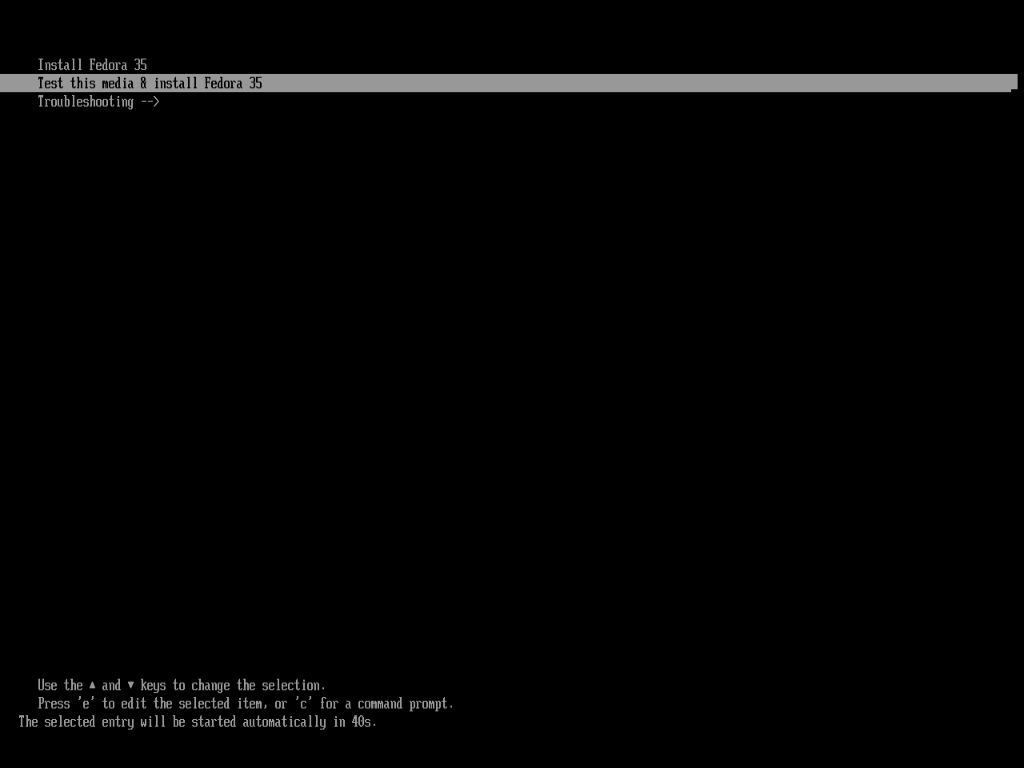 Install Fedora 35
Test this media & install Fedora 35
Troubleshooting -->
Use the ▲ and ▼ keys to change the selection.
Press 'e' to edit the selected item, or 'c' for a command prompt.
The selected entry will be started automatically in 40s.